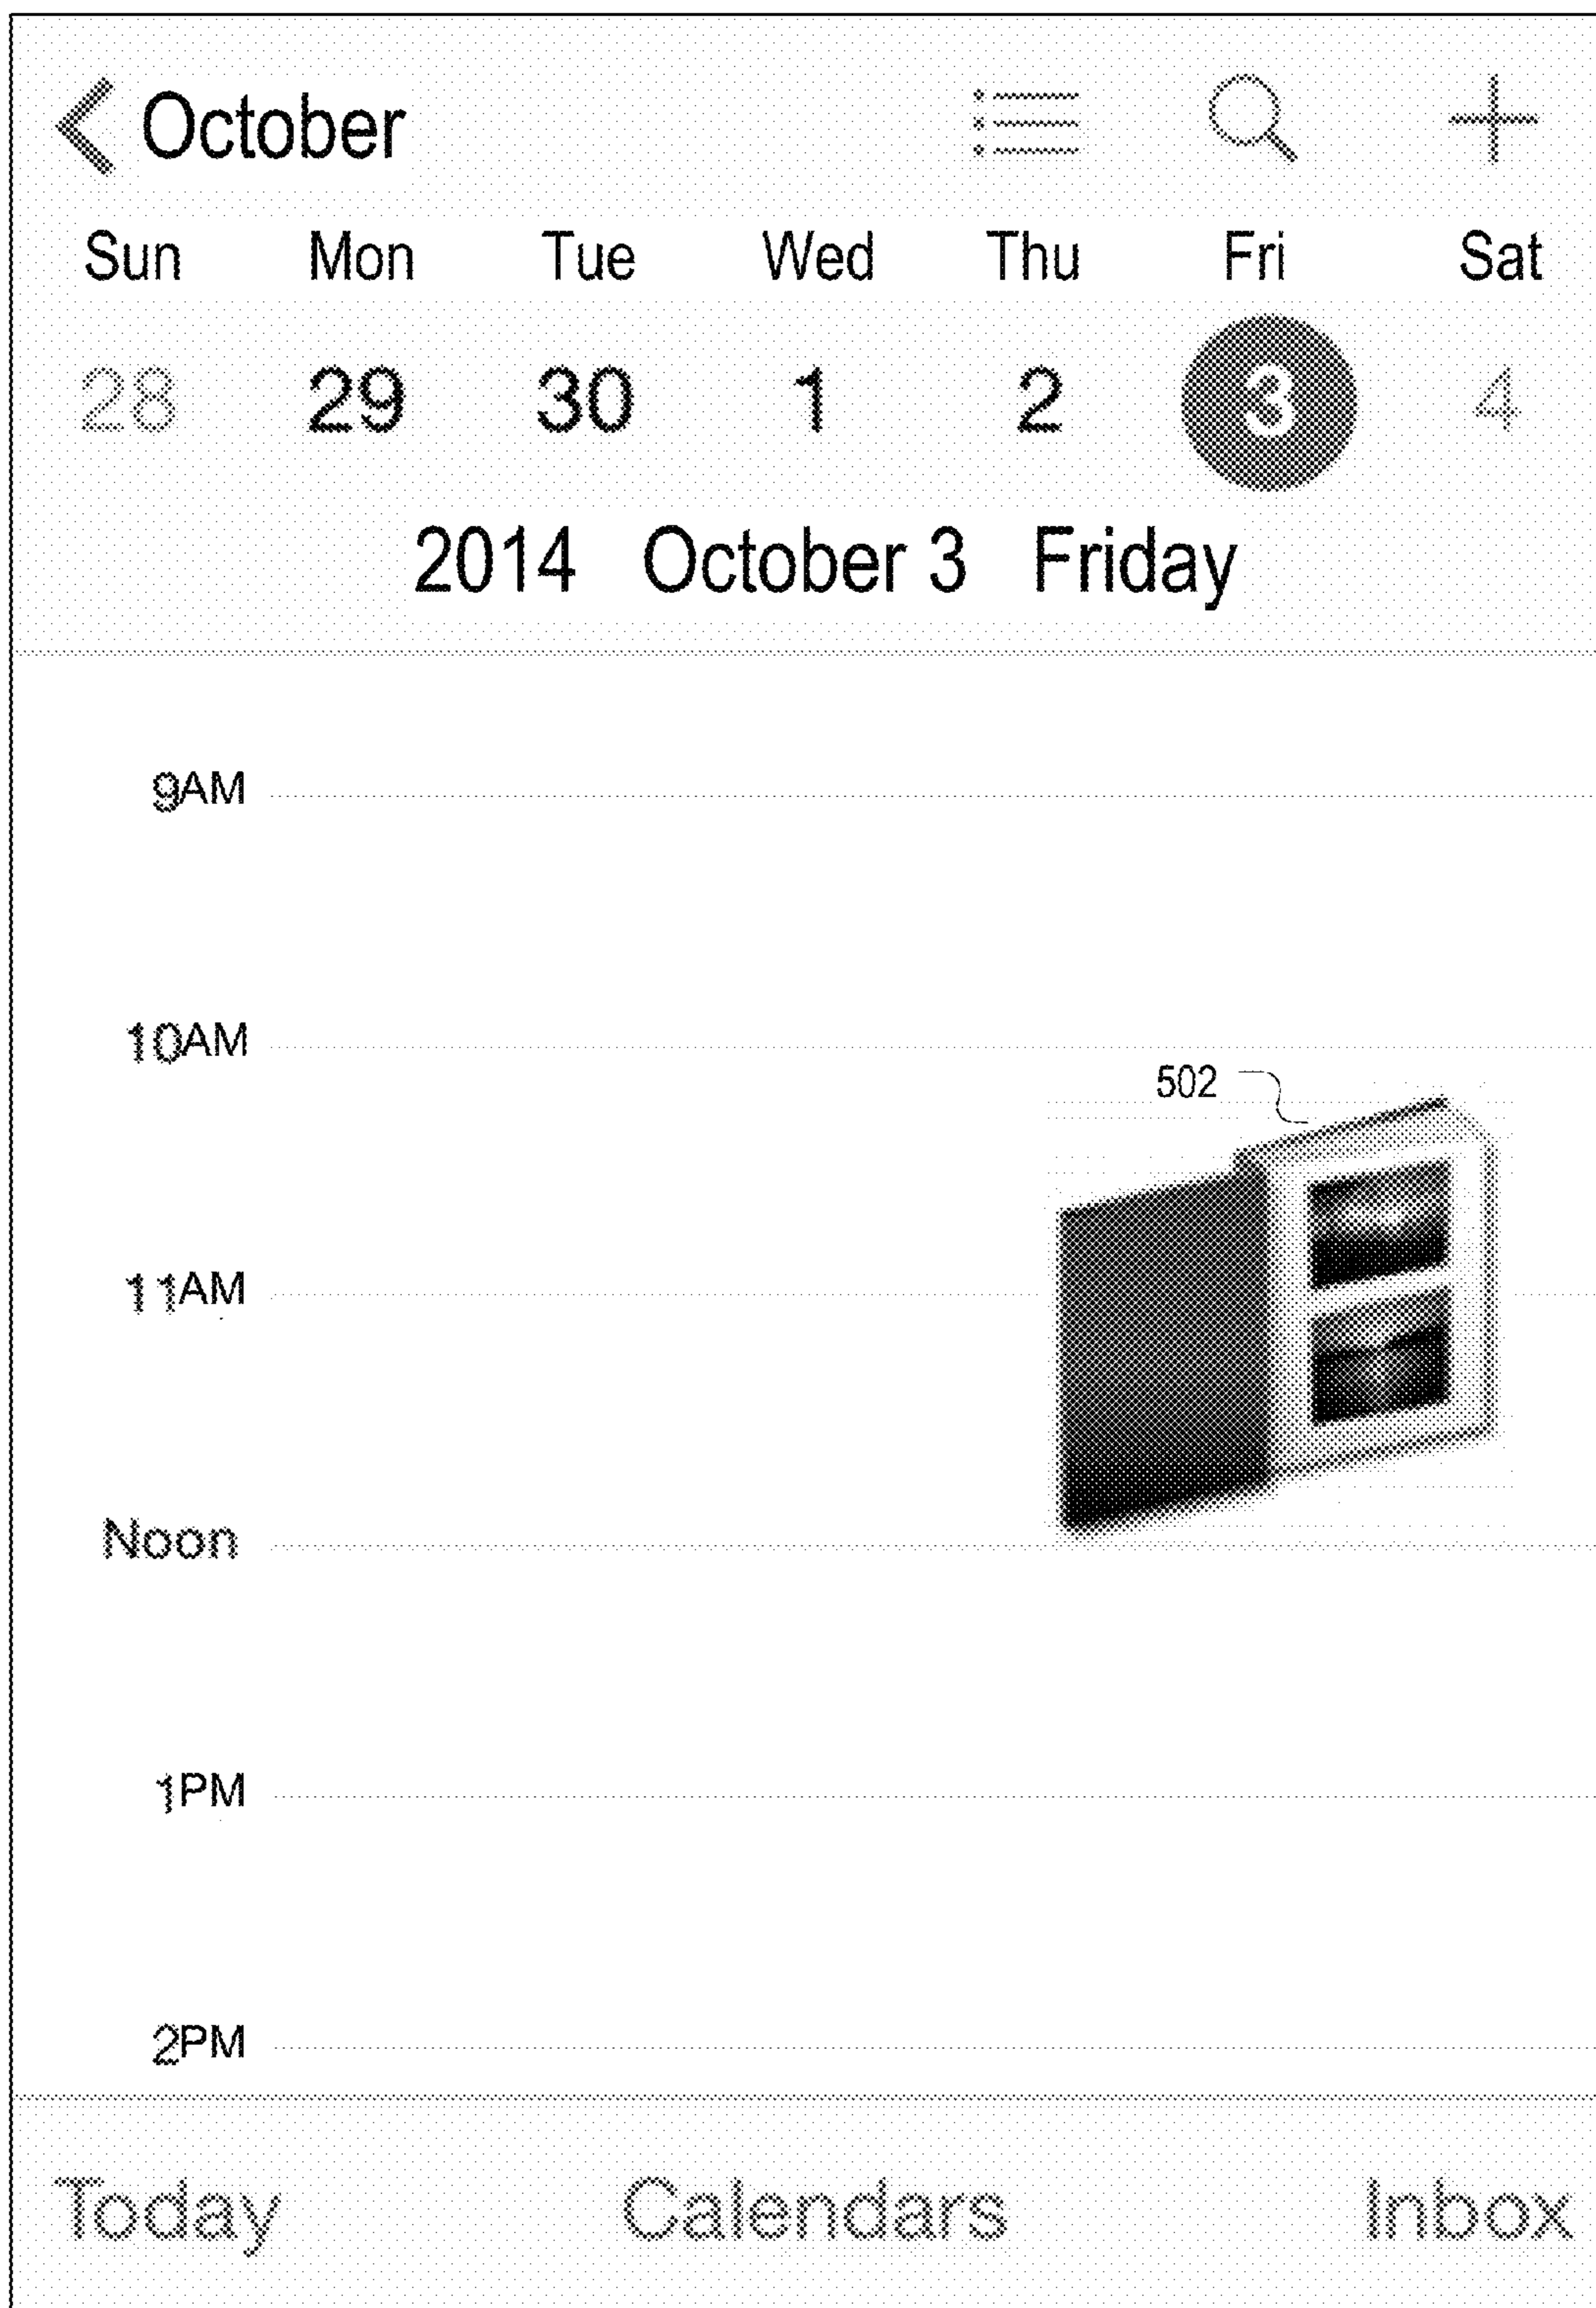 October
Sun Mon Tue Wed Thu Fri Sat
28 29 30 1 2 3 4
2014 October 3 Friday
9AM
10AM
502
11AM
Noon
1PM
2PM
Today Calendars Inbox